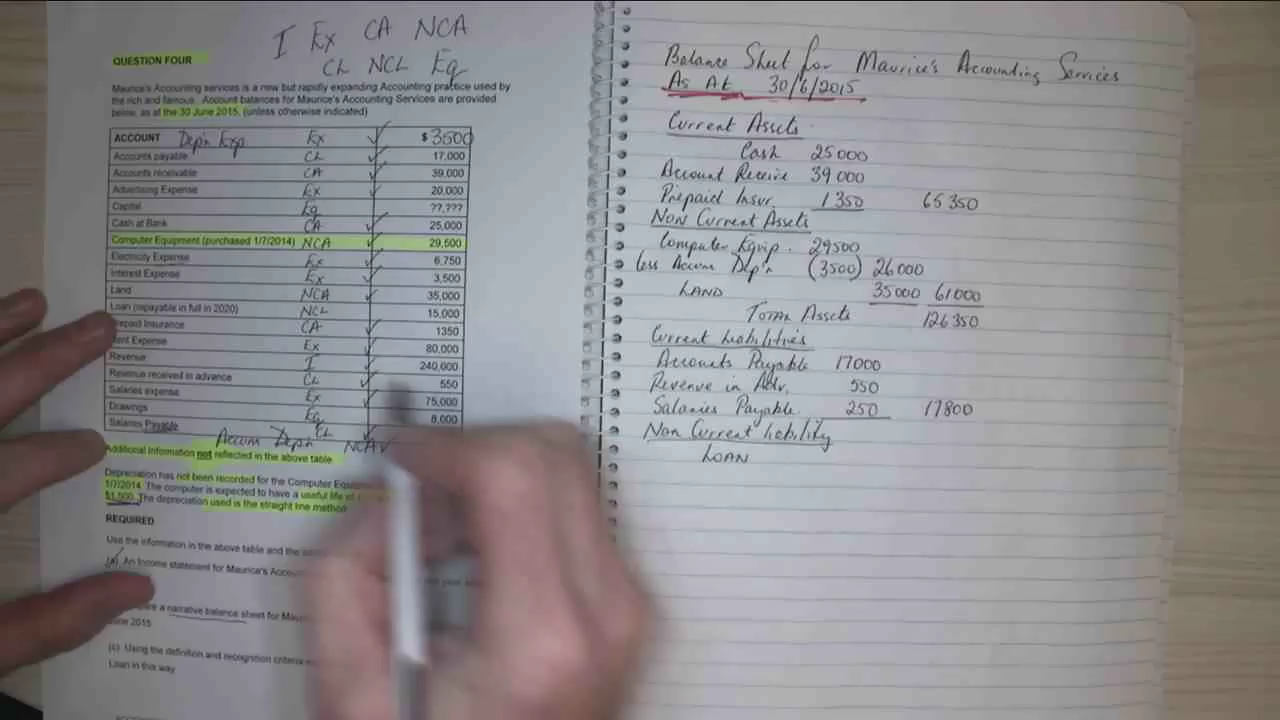 I Ex CA NCA
CL NCL Eq
QUESTION FOUR
Maurice's Accounting services is a new but rapidly expanding Accounting practice used by
the rich and famous. Account balances for Maurice's Accounting Services are provided
below, as at the 30 June 2015, (unless otherwise indicated)
ACCOUNT Dep'n Exp Ex $ 3500
Accounts payable CL 17,000
Accounts receivable CA 39,000
Advertising Expense Ex 20,000
Capital Eq ??,???
Cash at Bank CA 25,000
Computer Equipment (purchased 1/7/2014) NCA 29,500
Electricity Expense Ex 6,750
Interest Expense Ex 3,500
Land NCA 35,000
Loan (repayable in full in 2020) NCL 15,000
Prepaid Insurance CA 1350
Rent Expense Ex 80,000
Revenue I 240,000
Revenue received in advance CL 550
Salaries expense Ex 75,000
Drawings Eq 8,000
Salaries Payable CL
Accum Dep'n NCA
Additional Information not reflected in the above table
Depreciation has not been recorded for the Computer
1/7/2014. The computer is expected to have a useful life
$1,500. The depreciation used is the straight line method
REQUIRED
Use the information in the above table and the
(a) An Income statement for Maurice's
a narrative balance sheet for
June 2015
(c) Using the definition and recognition criteria
Loan in this way
Balance Sheet for Maurice's Accounting Services
As At 30/6/2015
Current Assets
Cash 25000
Account Receive 39000
Prepaid Insur. 1350 65350
Non Current Assets
Computer Equip. 29500
less Accum Dep'n (3500) 26000
LAND 35000 61000
Total Assets 126350
Current Liabilities
Accounts Payable 17000
Revenue in Adv. 550
Salaries Payable 250 17800
Non Current Liability
LOAN